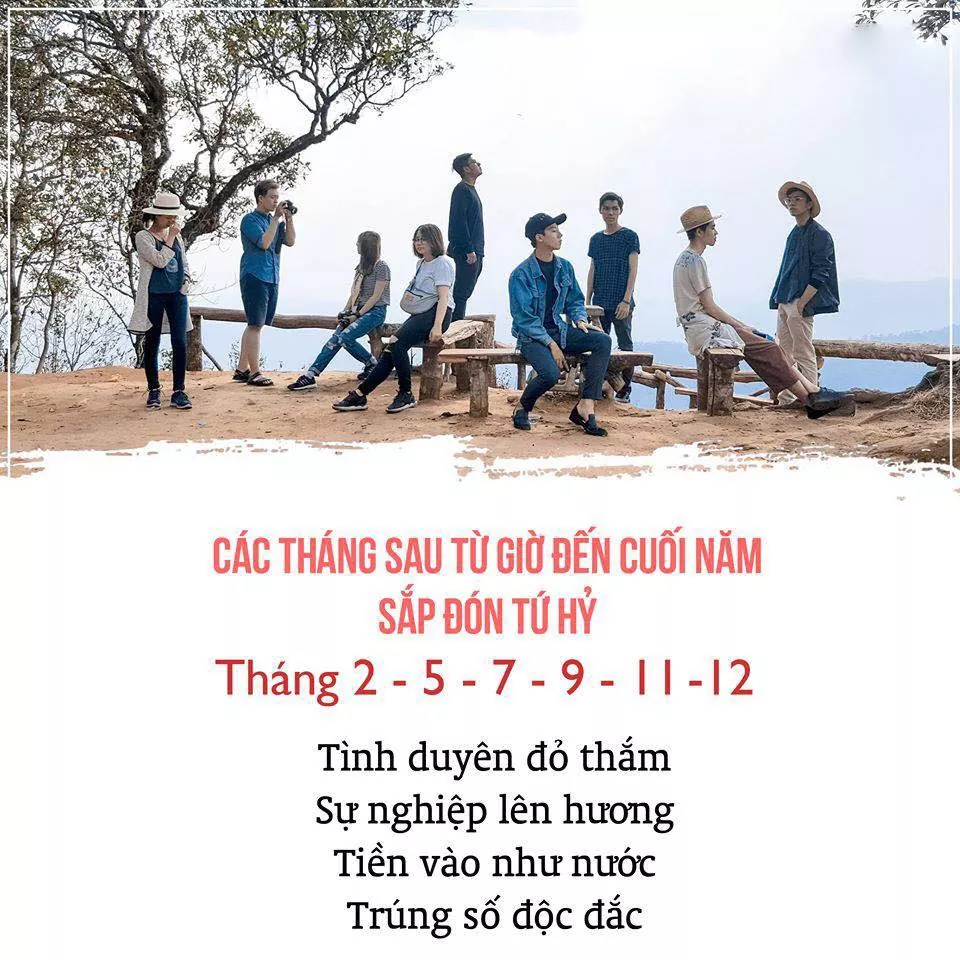 CÁC THÁNG SAU TỪ GIỜ ĐẾN CUỐI NĂM
SẮP ĐÓN TỨ HỶ
Tháng 2 - 5 - 7 - 9 - 11 -12
Tình duyên đỏ thắm
Sự nghiệp lên hương
Tiền vào như nước
Trúng số độc đắc